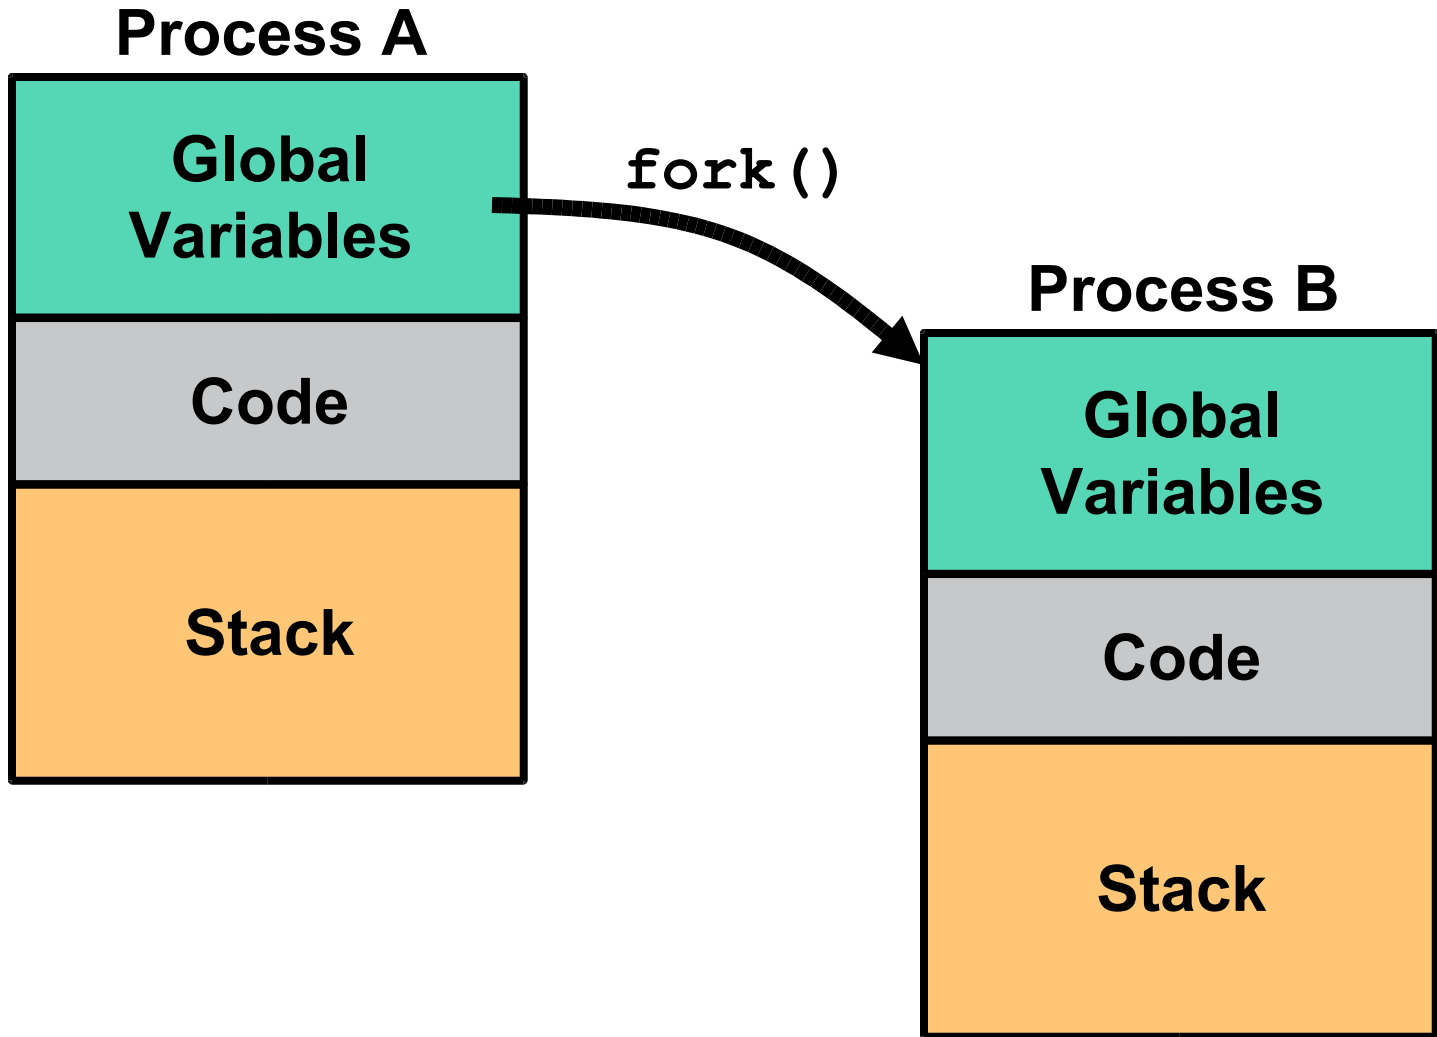 Process A
Global
Variables
Code
Stack
fork()
Process B
Global
Variables
Code
Stack